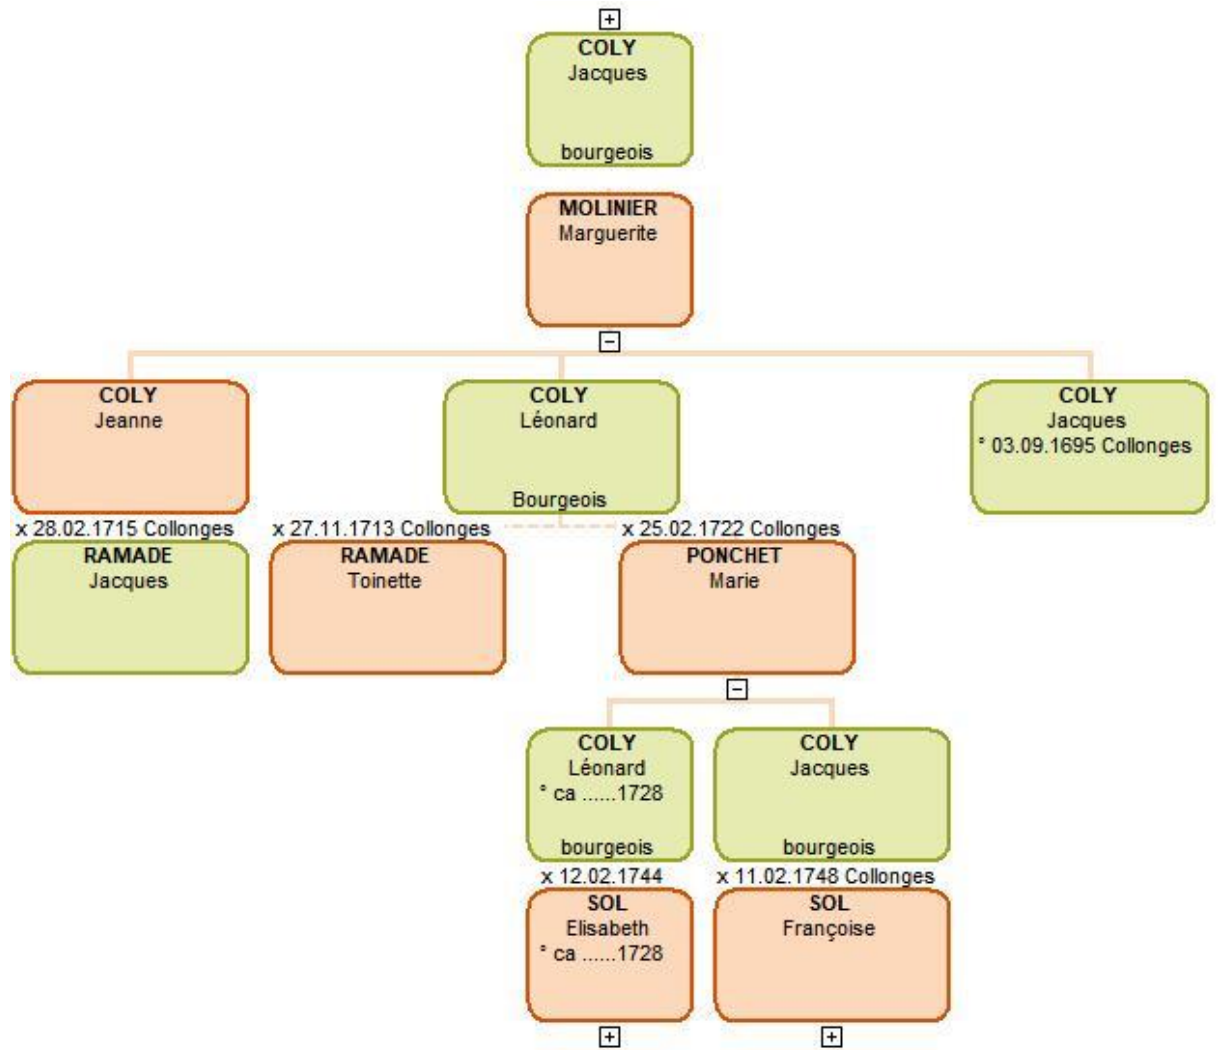 COLY
Jacques
bourgeois
MOLINIER
Marguerite
COLY
Jeanne
COLY
Léonard
Bourgeois
COLY
Jacques
° 03.09.1695 Collonges
x 28.02.1715 Collonges
RAMADE
Jacques
x 27.11.1713 Collonges
RAMADE
Toinette
x 25.02.1722 Collonges
PONCHET
Marie
COLY
Léonard
° ca ......1728
bourgeois
COLY
Jacques
bourgeois
x 12.02.1744
SOL
Elisabeth
° ca ......1728
x 11.02.1748 Collonges
SOL
Françoise